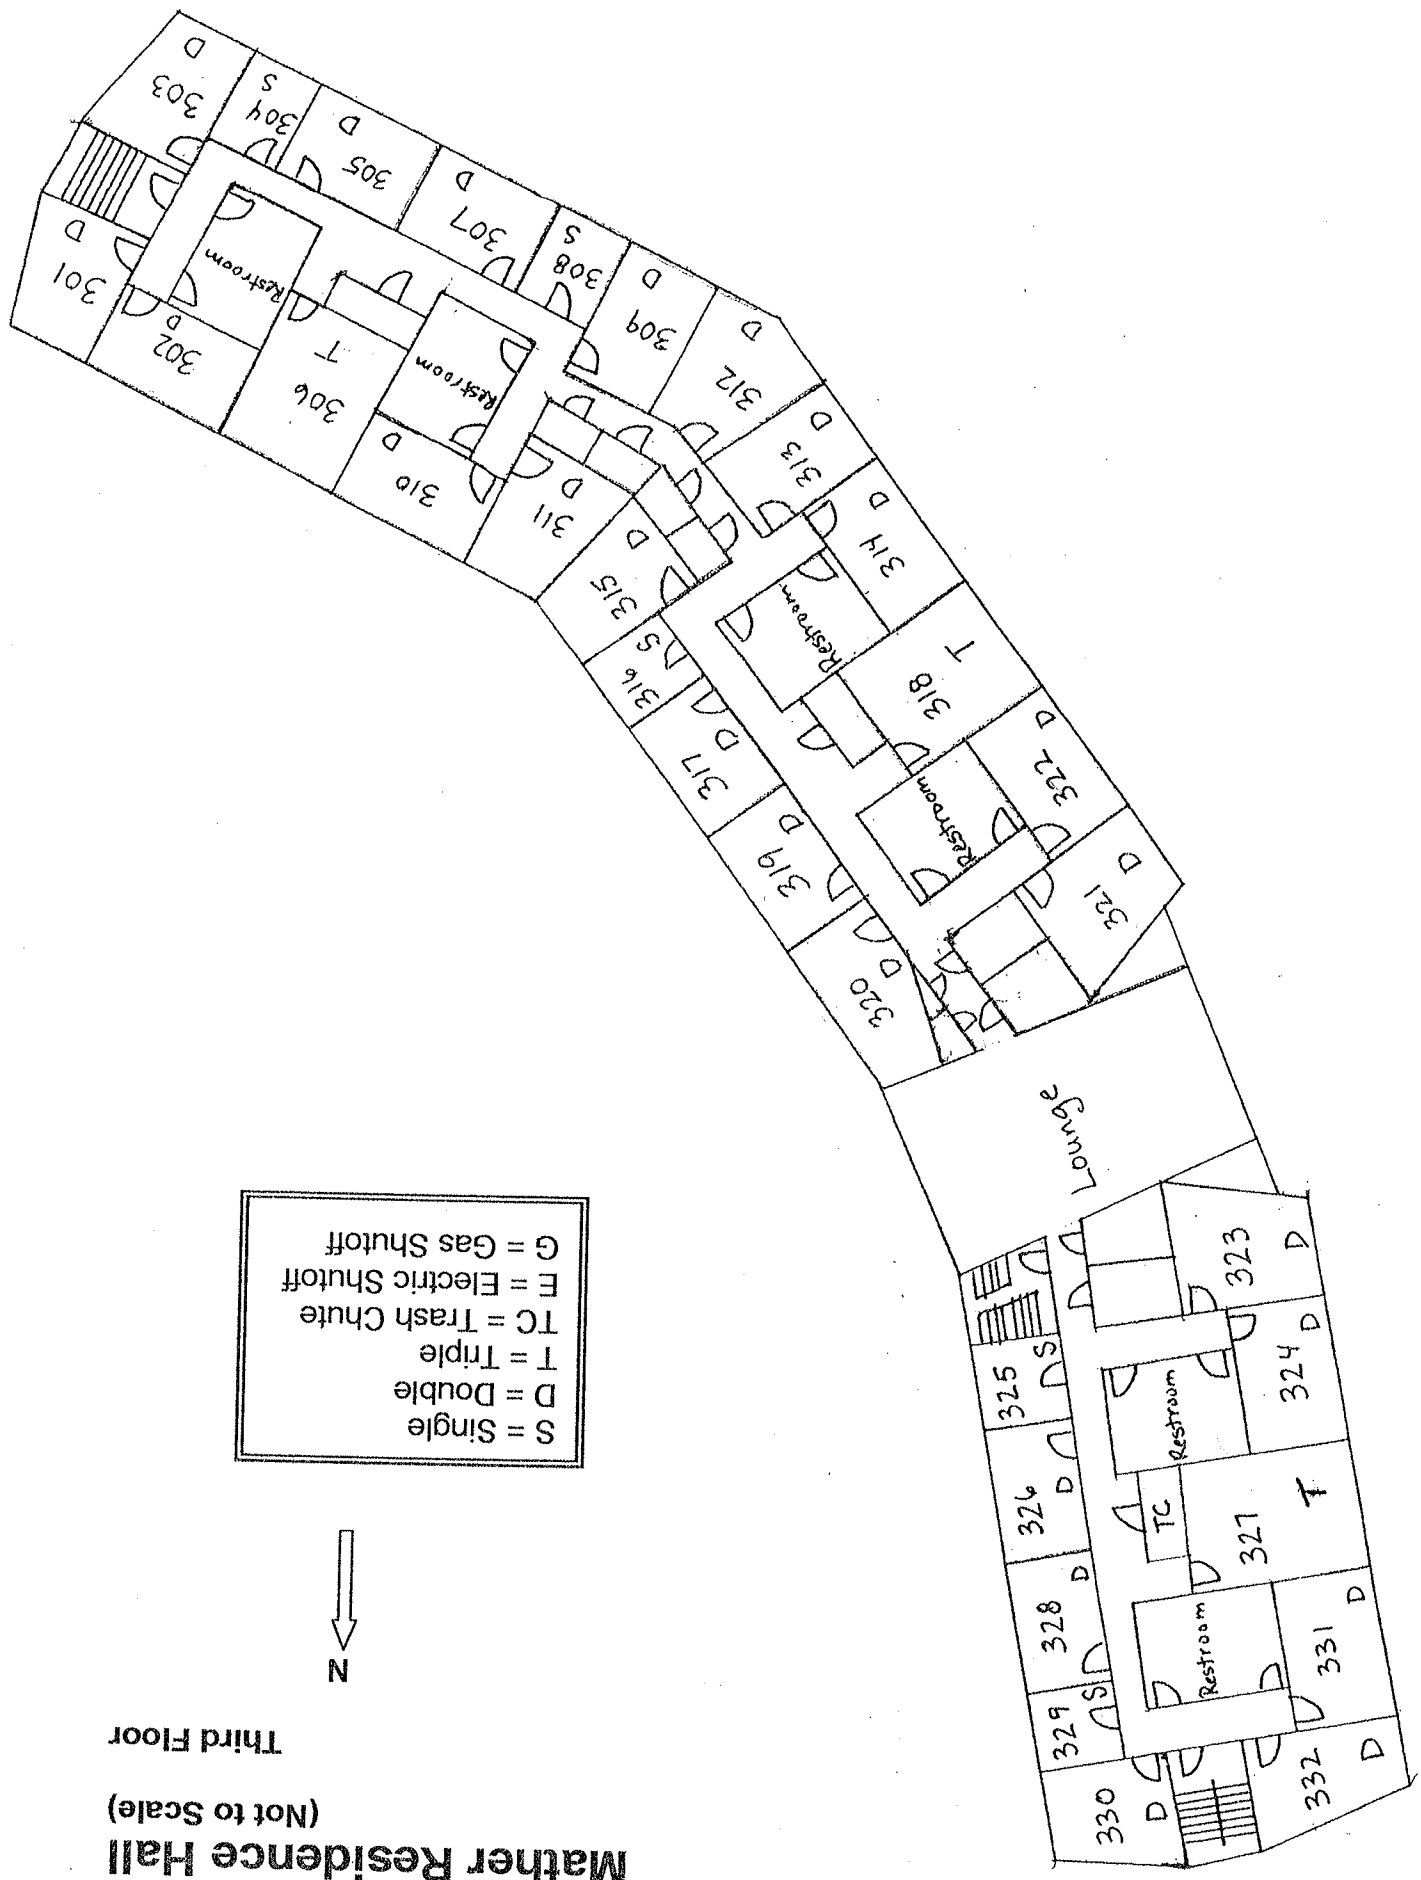 Mather Residence Hall
(Not to Scale)
Third Floor
N
S = Single
D = Double
T = Triple
TC = Trash Chute
E = Electric Shutoff
G = Gas Shutoff
332 D
330 D
331 D
329 S
Restroom
328 D
327 T
TC
326 D
Restroom
324 D
325 S
323 D
Lounge
321 D
320 D
322 D
Restroom
319 D
318 T
317 D
Restroom
316 S
314 D
315 D
313 D
312 D
311 D
310 D
309 D
Restroom
308 S
307 D
306 T
305 D
Restroom
304 S
302 D
303 D
301 D